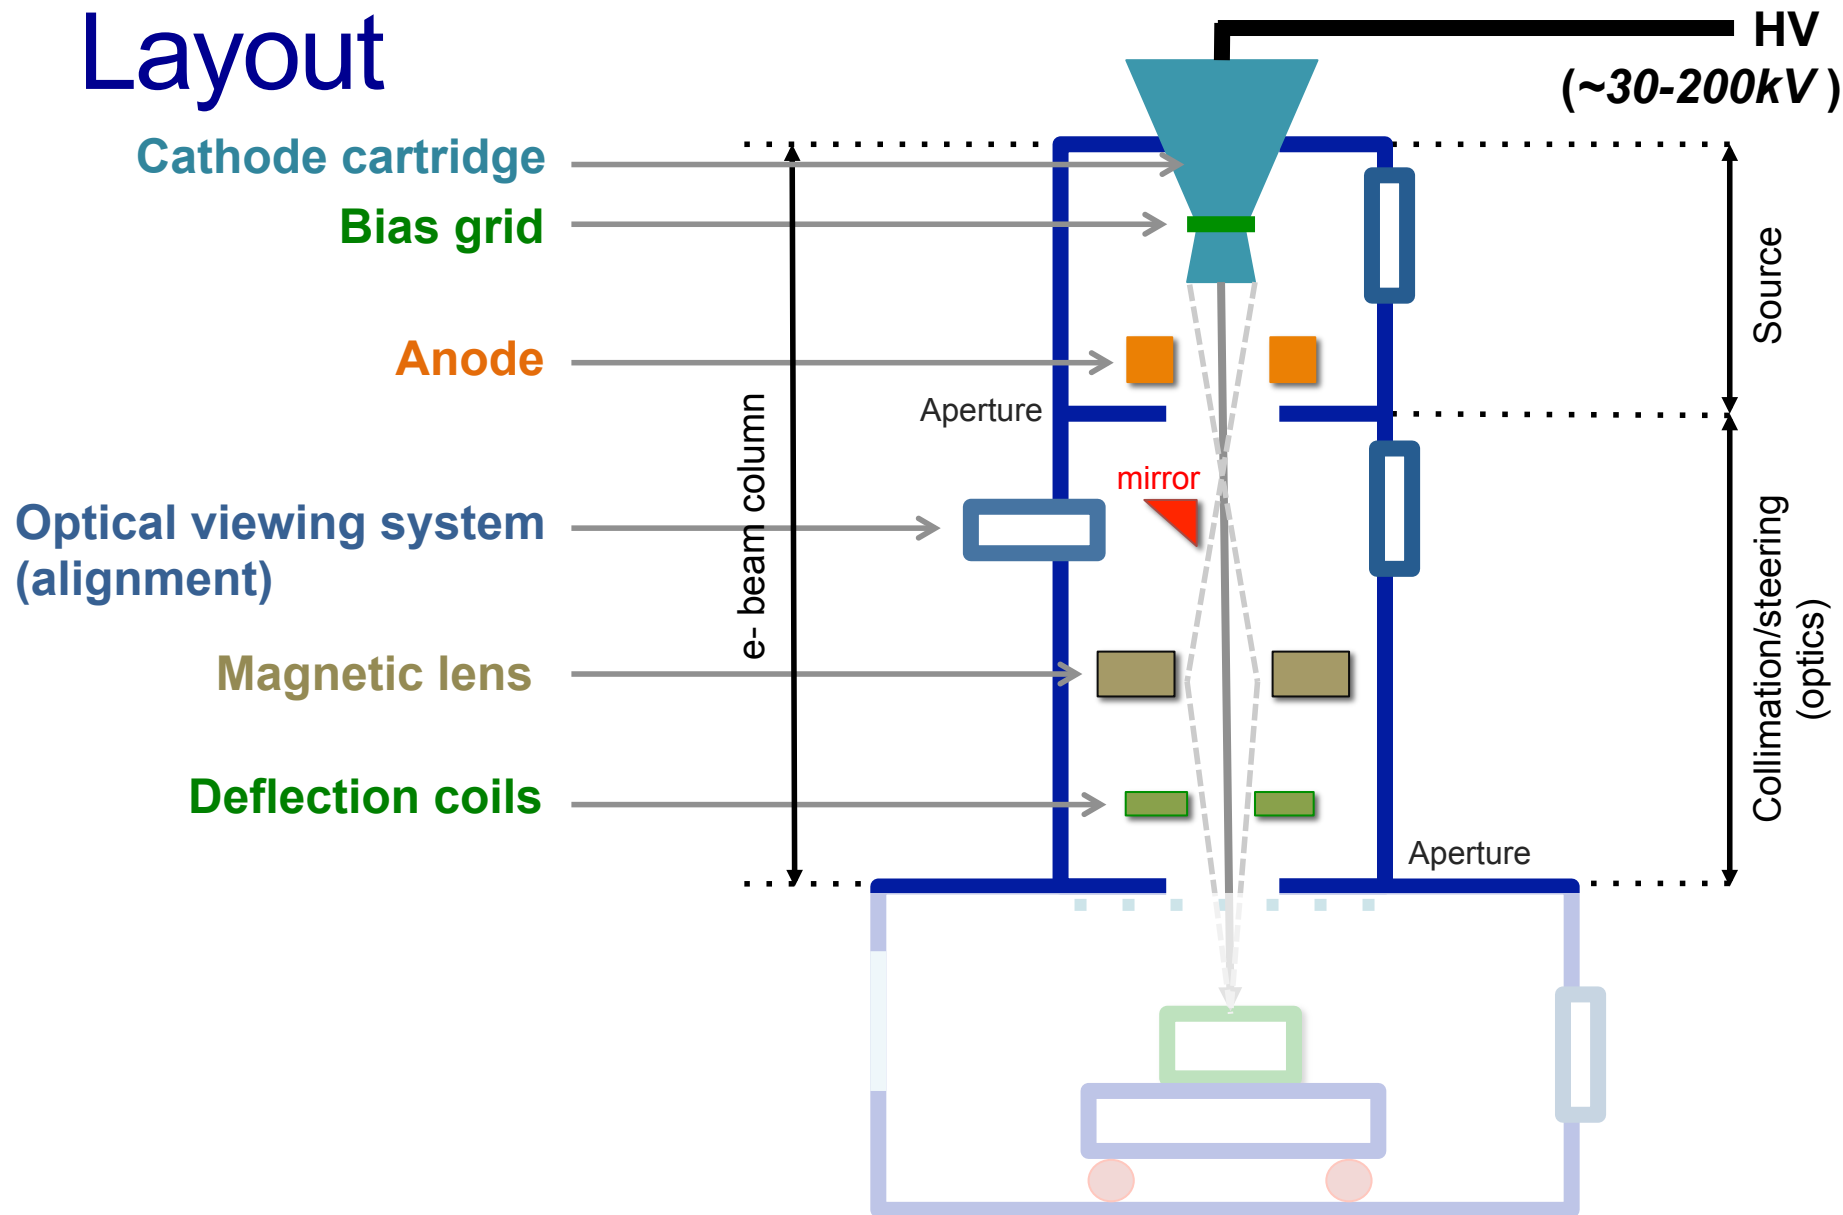 Layout
HV
(~30-200kV )
Cathode cartridge
Bias grid
Source
Anode
Aperture
e- beam column
mirror
Optical viewing system
(alignment)
Collimation/steering
(optics)
Magnetic lens
Deflection coils
Aperture